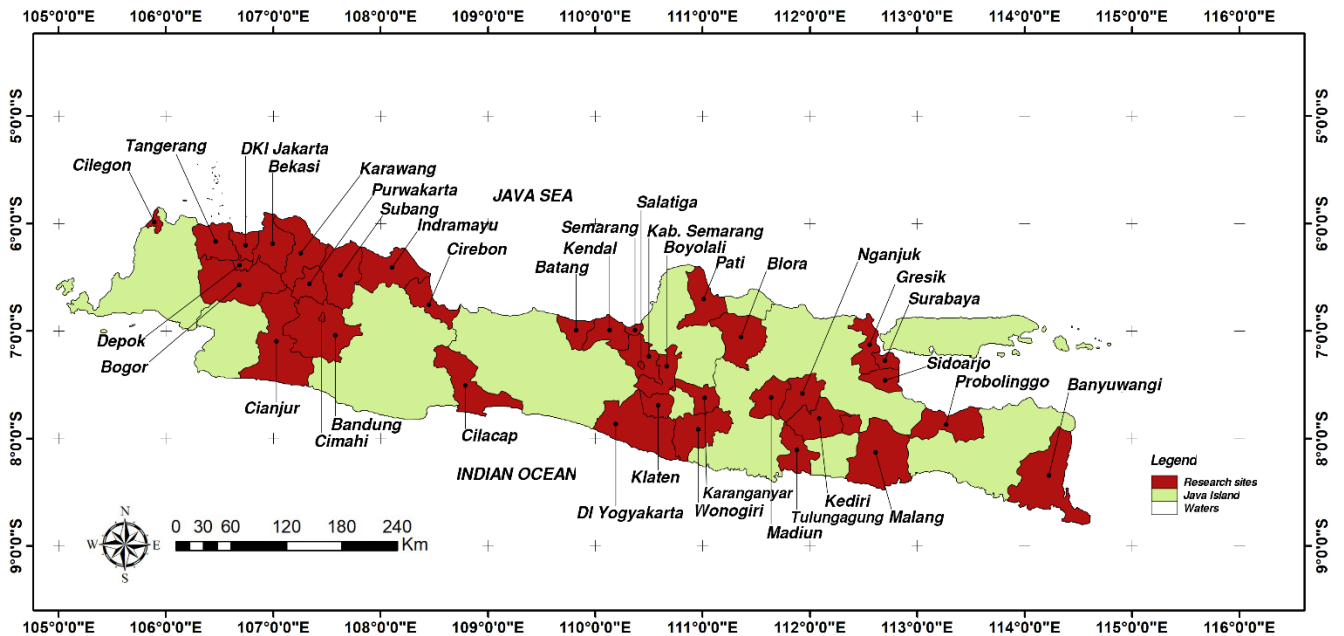 105°0'0"E 106°0'0"E 107°0'0"E 108°0'0"E 109°0'0"E 110°0'0"E 111°0'0"E 112°0'0"E 113°0'0"E 114°0'0"E 115°0'0"E 116°0'0"E
5°0'0"S
5°0'0"S
Tangerang
DKI Jakarta
Cilegon
Bekasi
Karawang
Purwakarta
JAVA SEA
Subang
Salatiga
Indramayu
Semarang
Kab. Semarang
6°0'0"S
6°0'0"S
Cirebon
Kendal
Boyolali
Nganjuk
Batang
Pati
Blora
Gresik
Surabaya
7°0'0"S
7°0'0"S
Depok
Bogor
Sidoarjo
Probolinggo
Banyuwangi
Cianjur
Bandung
Cimahi
Cilacap
8°0'0"S
8°0'0"S
INDIAN OCEAN
Klaten
Legend
Research sites
Java Island
Waters
Karanganyar
Kediri
DI Yogyakarta
Wonogiri
Tulungagung
Malang
Madiun
N
W
E
S
0 30 60 120 180 240
Km
9°0'0"S
9°0'0"S
105°0'0"E 106°0'0"E 107°0'0"E 108°0'0"E 109°0'0"E 110°0'0"E 111°0'0"E 112°0'0"E 113°0'0"E 114°0'0"E 115°0'0"E 116°0'0"E